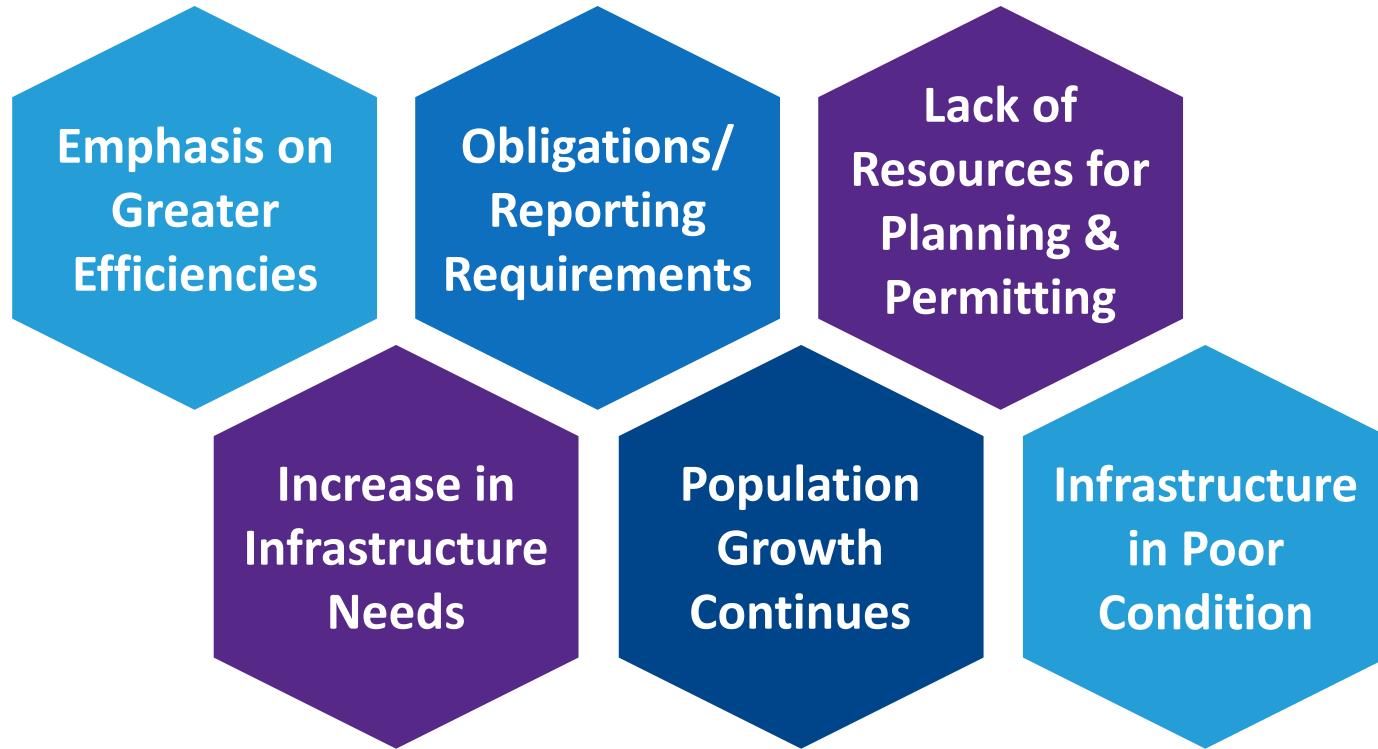 Emphasis on
Greater
Efficiencies
Obligations/
Reporting
Requirements
Lack of
Resources for
Planning &
Permitting
Increase in
Infrastructure
Needs
Population
Growth
Continues
Infrastructure
in Poor
Condition